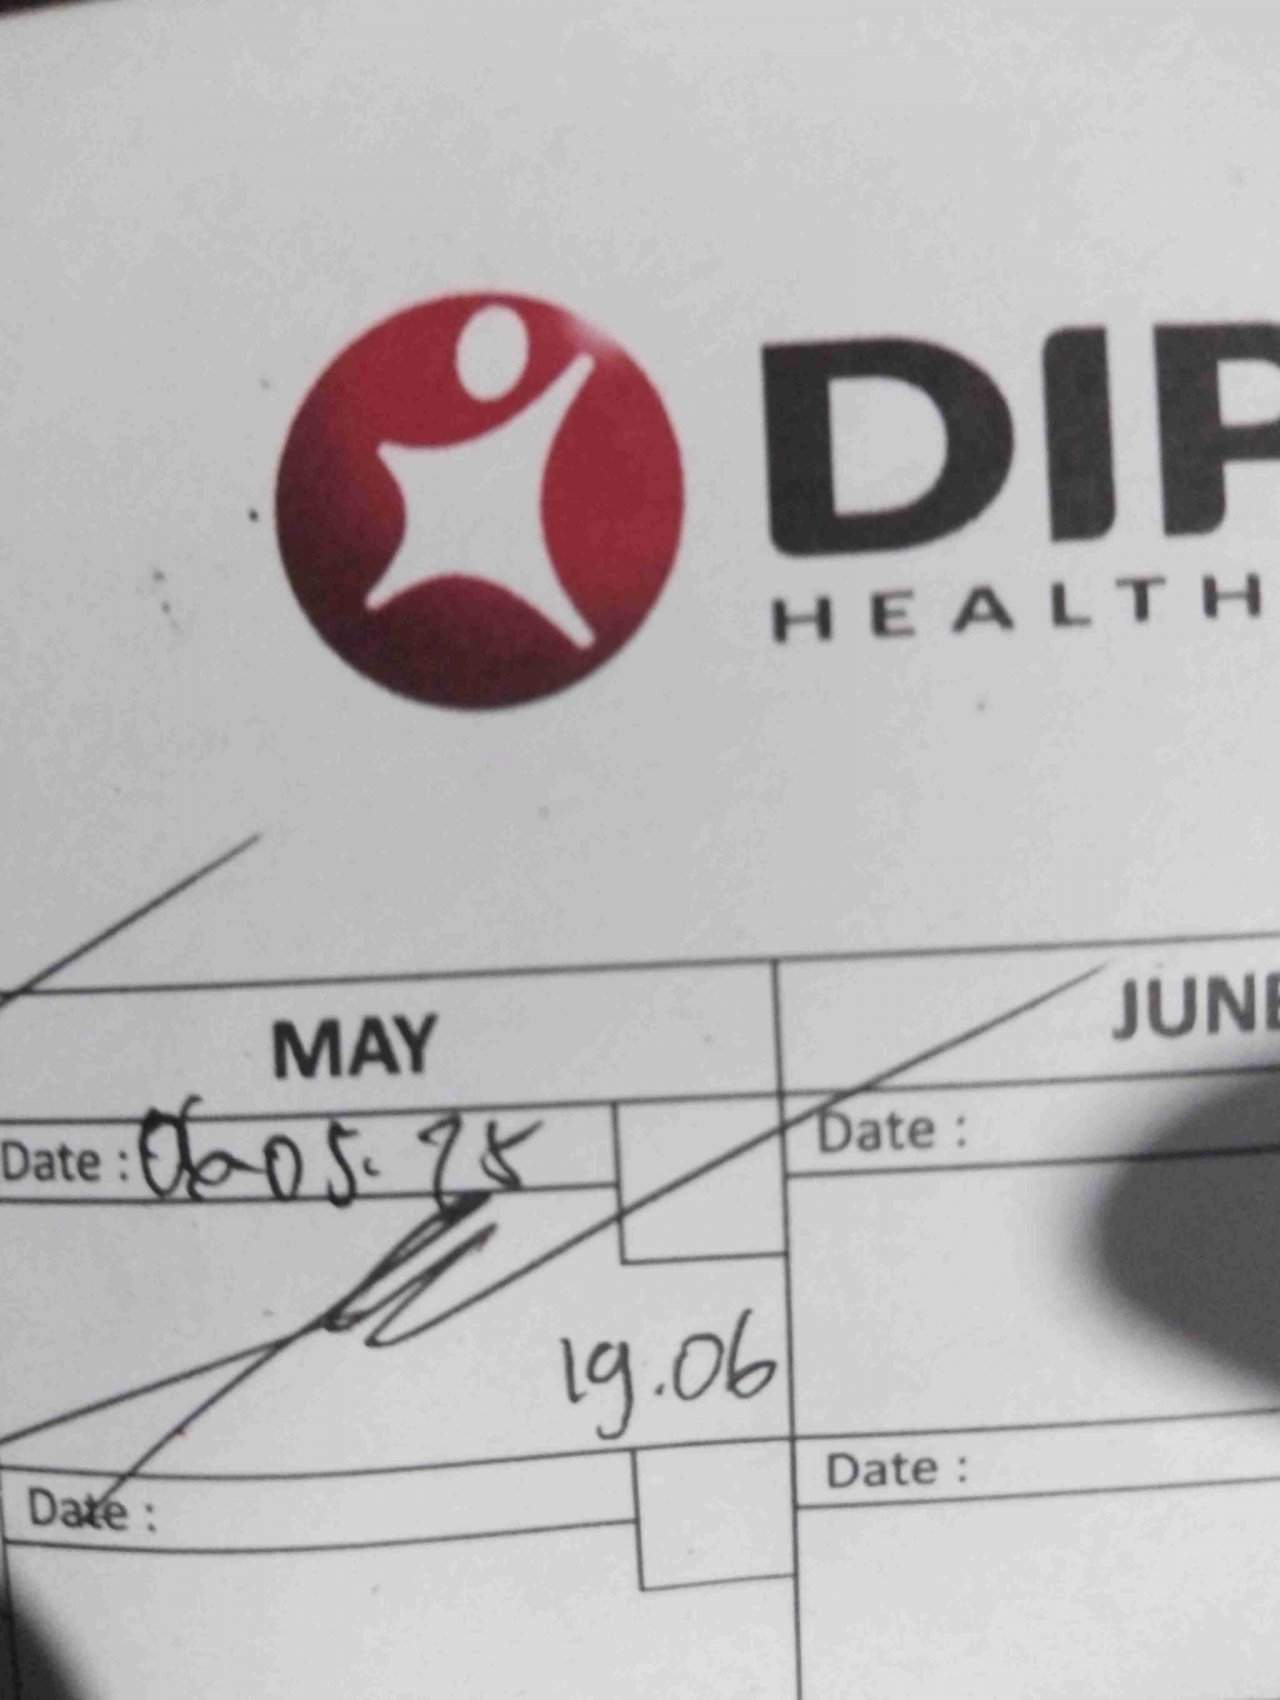 DIP
HEALTH
MAY JUNE
Date : 06-05-25 Date :
19.06
Date : Date :